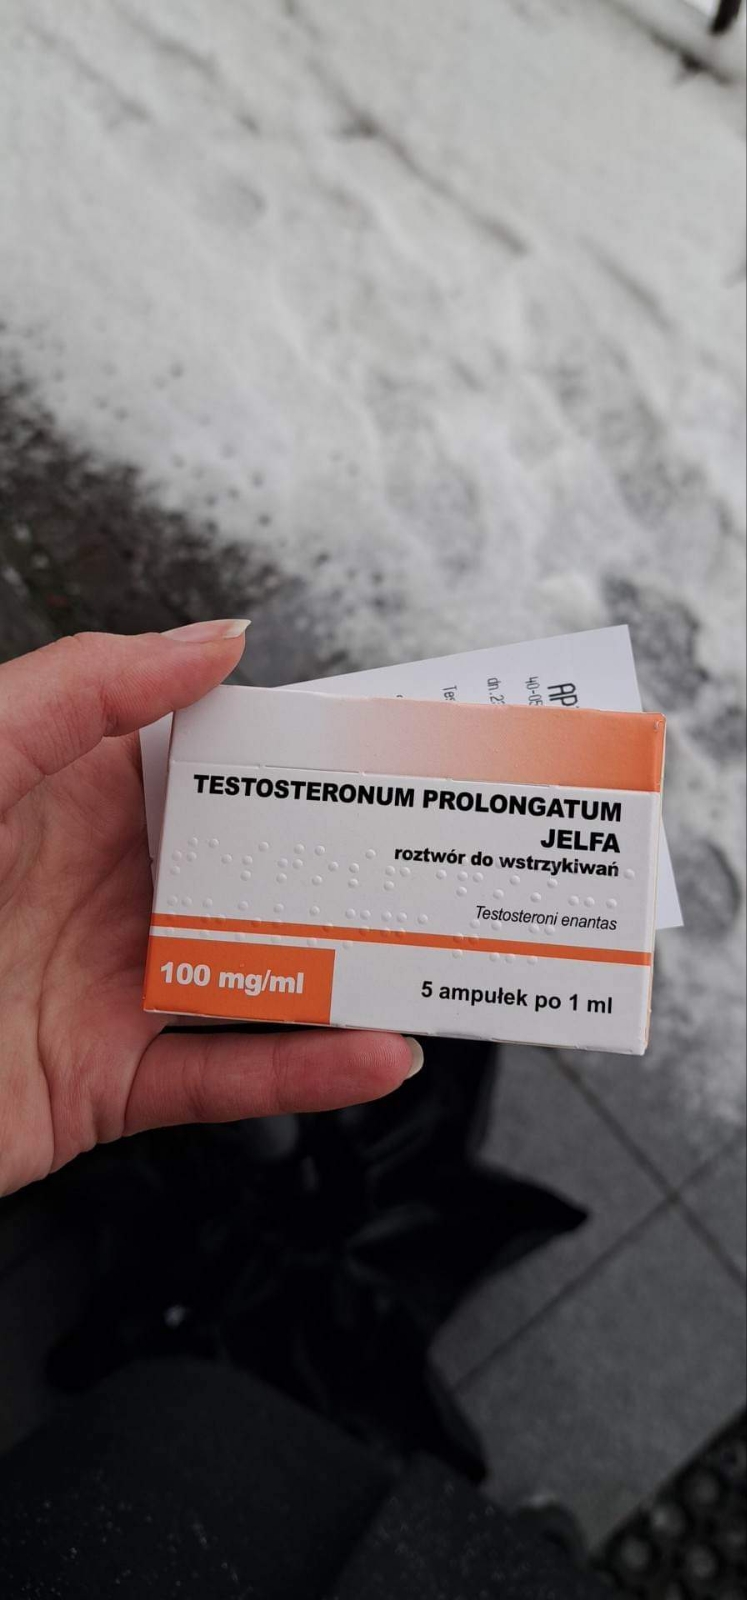 TESTOSTERONUM PROLONGATUM
JELFA
roztwór do wstrzykiwań
Testosteroni enantas
100 mg/ml
5 ampułek po 1 ml